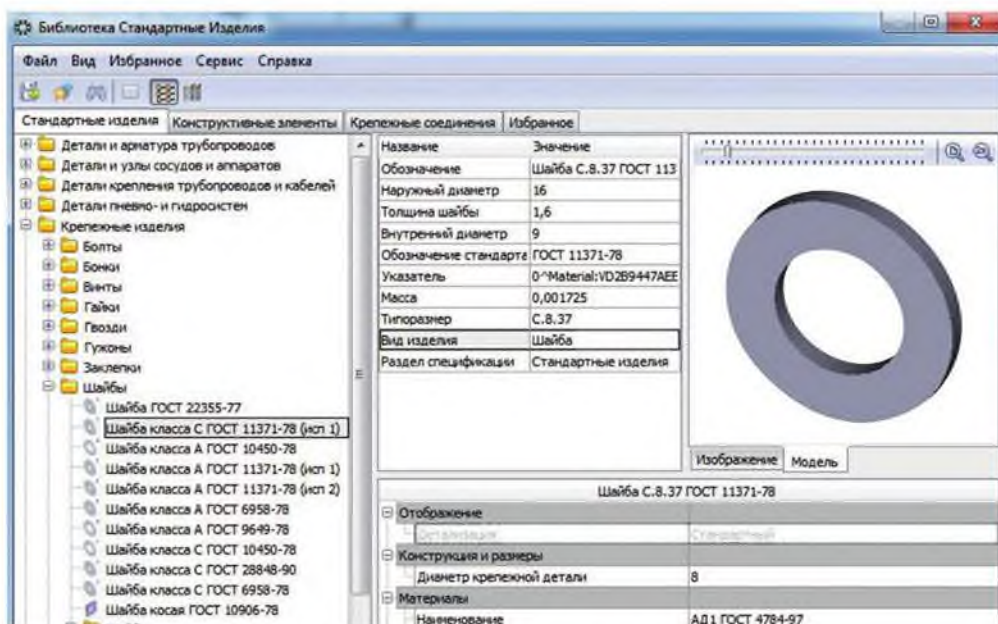 Библиотека Стандартные Изделия
Файл Вид Избранное Сервис Справка
Стандартные изделия Конструктивные элементы Крепежные соединения Избранное
Детали и арматура трубопроводов
Детали и узлы сосудов и аппаратов
Детали крепления трубопроводов и кабелей
Детали пневмо- и гидросистем
Крепежные изделия
Болты
Бонки
Винты
Гайки
Гвозди
Гужоны
Заклепки
Шайбы
Шайба ГОСТ 22355-77
Шайба класса C ГОСТ 11371-78 (исп 1)
Шайба класса A ГОСТ 10450-78
Шайба класса A ГОСТ 11371-78 (исп 1)
Шайба класса A ГОСТ 11371-78 (исп 2)
Шайба класса A ГОСТ 6958-78
Шайба класса A ГОСТ 9649-78
Шайба класса C ГОСТ 10450-78
Шайба класса C ГОСТ 28848-90
Шайба класса C ГОСТ 6958-78
Шайба косая ГОСТ 10906-78
Название Значение
Обозначение Шайба C.8.37 ГОСТ 113
Наружный диаметр 16
Толщина шайбы 1,6
Внутренний диаметр 9
Обозначение стандарта ГОСТ 11371-78
Указатель 0^Material:VD2B9447AEE
Масса 0,001725
Типоразмер C.8.37
Вид изделия Шайба
Раздел спецификации Стандартные изделия
Изображение Модель
Шайба C.8.37 ГОСТ 11371-78
Отображение
Детализация Стандартный
Конструкция и размеры
Диаметр крепежной детали 8
Материалы
Наименование АД1 ГОСТ 4784-97